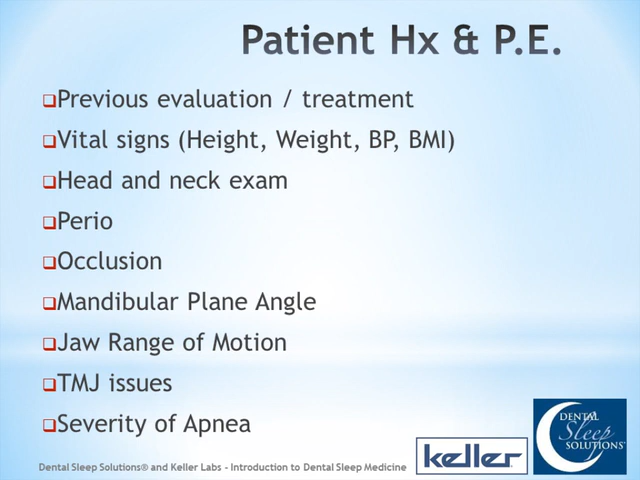 Patient Hx & P.E.
Previous evaluation / treatment
Vital signs (Height, Weight, BP, BMI)
Head and neck exam
Perio
Occlusion
Mandibular Plane Angle
Jaw Range of Motion
TMJ issues
Severity of Apnea
Dental Sleep Solutions® and Keller Labs - Introduction to Dental Sleep Medicine
keller
DENTAL
Sleep
SOLUTIONS